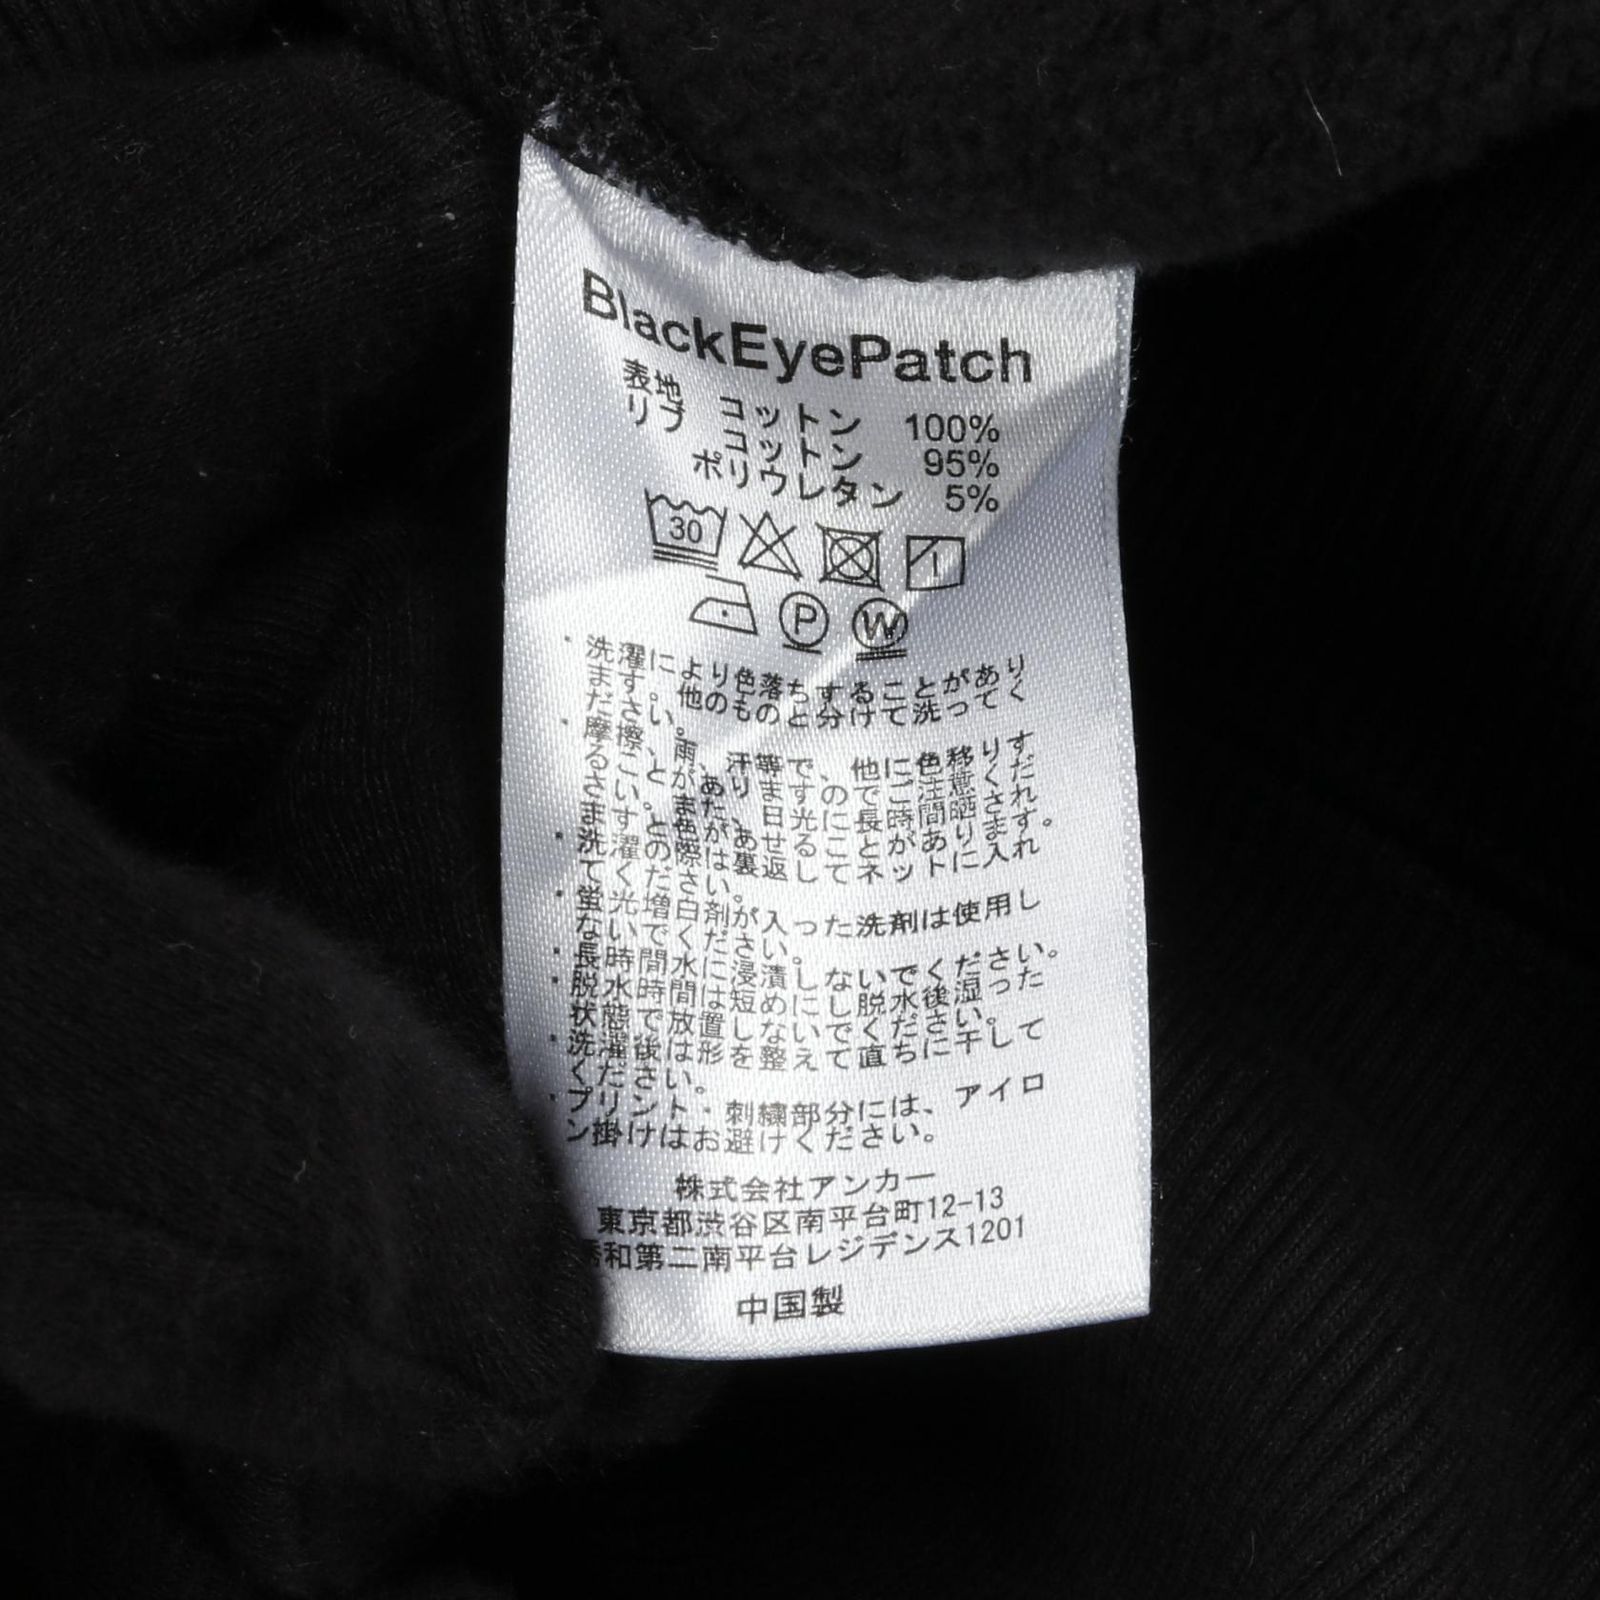 BlackEyePatch
表地 コットン 100%
リブ コットン 95%
ポリウレタン 5%
30
P
W
・洗濯により色落ちすることがあり
ます。他のものと分けて洗ってく
ださい。
・摩擦、雨、汗等で、他に色移りす
ることがありますのでご注意くだ
さい。また、日光に長時間晒され
ますと色があせることがあります。
・洗濯の際は裏返してネットに入れ
てください。
・蛍光増白剤が入った洗剤は使用し
ないでください。
・長時間水に浸漬しないでください。
・脱水時間は短めにし脱水後湿った
状態で放置しないでください。
・洗濯後は形を整えて直ちに干して
ください。
・プリント・刺繍部分には、アイロ
ン掛けはお避けください。
株式会社アンカー
東京都渋谷区南平台町12-13
秀和第二南平台レジデンス1201
中国製